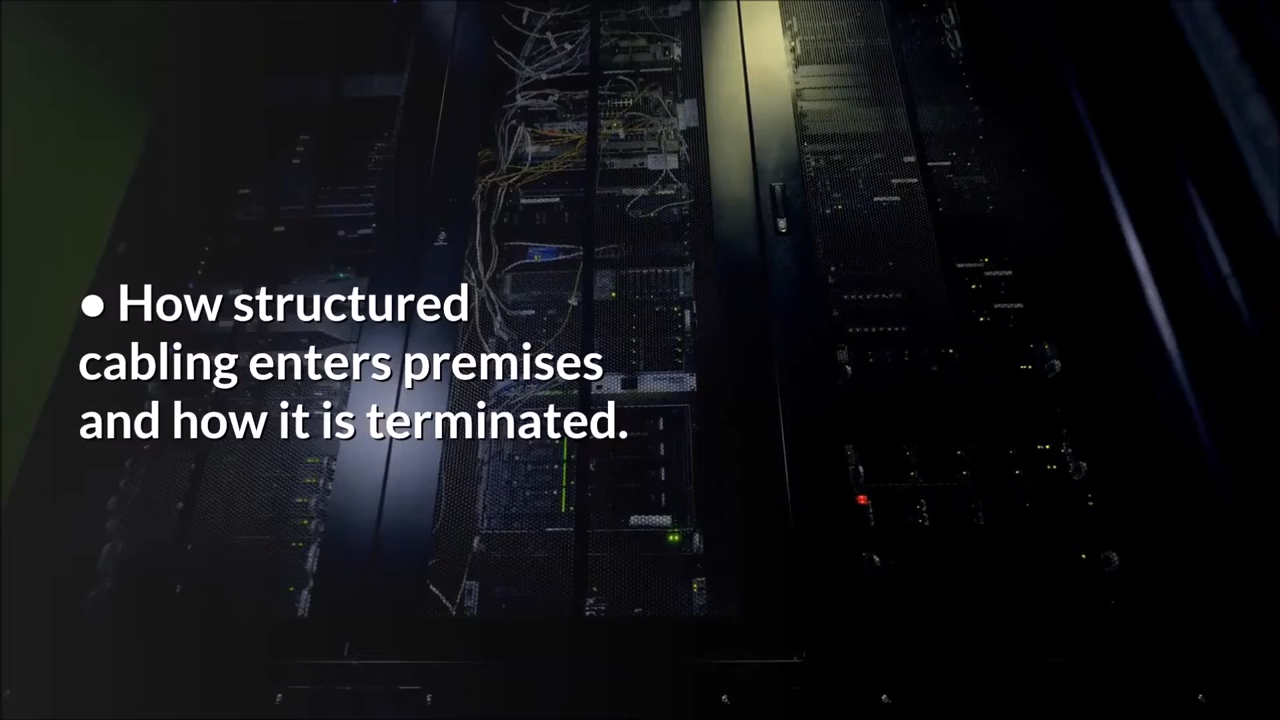 ● How structured
cabling enters premises
and how it is terminated.